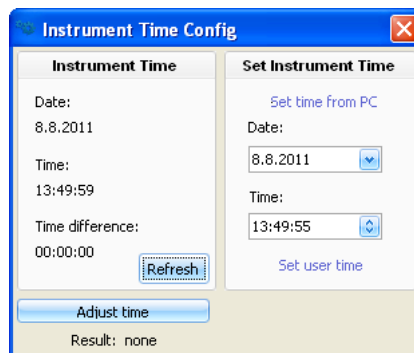 Instrument Time Config
Instrument Time
Date:
8.8.2011
Time:
13:49:59
Time difference:
00:00:00
Refresh
Adjust time
Result: none
Set Instrument Time
Set time from PC
Date:
8.8.2011
Time:
13:49:55
Set user time